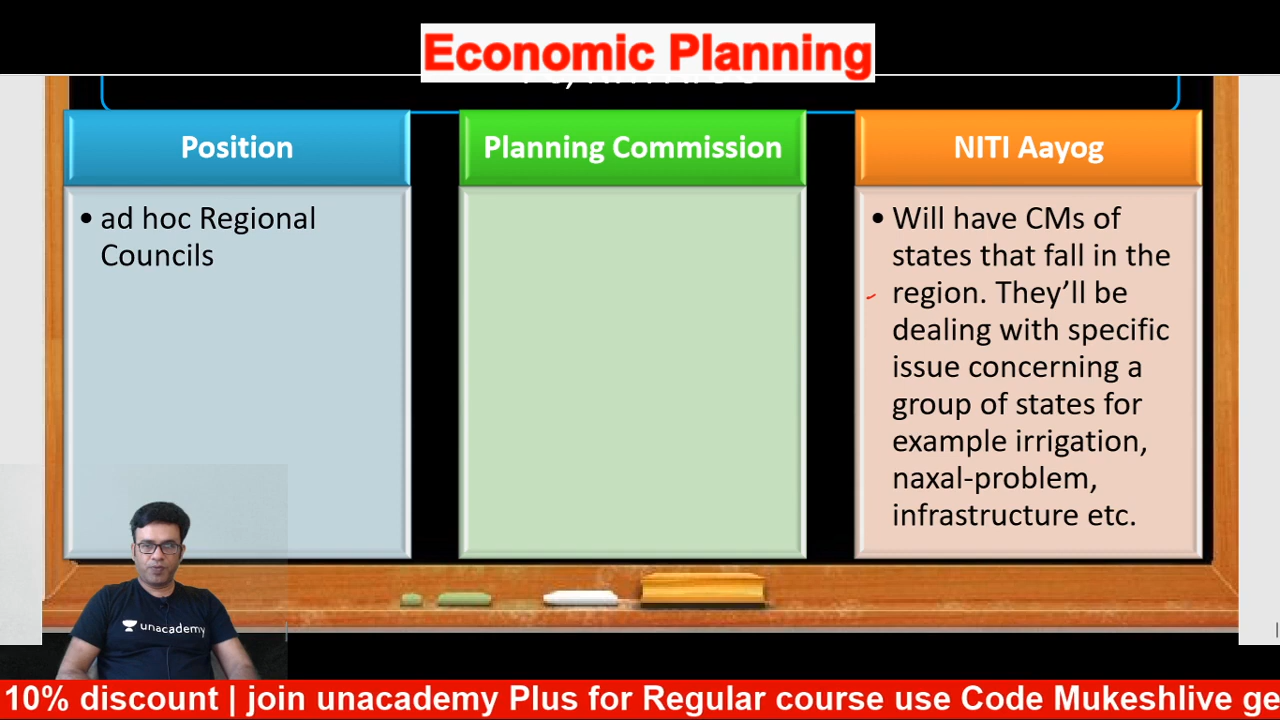 Economic Planning
Position
Planning Commission
NITI Aayog
• ad hoc Regional
Councils
• Will have CMs of
states that fall in the
region. They'll be
dealing with specific
issue concerning a
group of states for
example irrigation,
naxal-problem,
infrastructure etc.
unacademy
10% discount | join unacademy Plus for Regular course use Code Mukeshlive ge